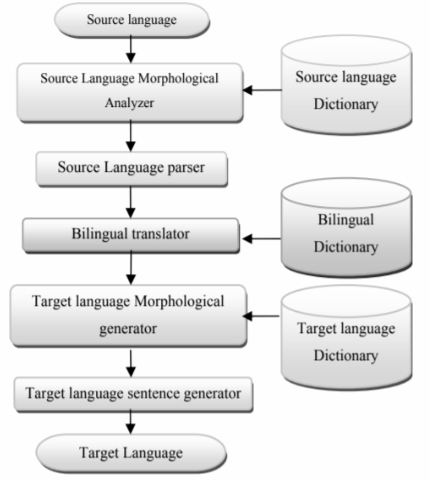 Source language
Source Language Morphological
Analyzer
Source language
Dictionary
Source Language parser
Bilingual translator
Bilingual
Dictionary
Target language Morphological
generator
Target language
Dictionary
Target language sentence generator
Target Language